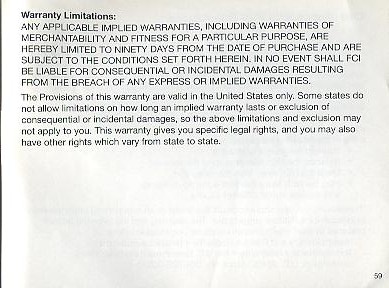 Warranty Limitations:
ANY APPLICABLE IMPLIED WARRANTIES, INCLUDING WARRANTIES OF
MERCHANTABILITY AND FITNESS FOR A PARTICULAR PURPOSE, ARE
HEREBY LIMITED TO NINETY DAYS FROM THE DATE OF PURCHASE AND ARE
SUBJECT TO THE CONDITIONS SET FORTH HEREIN. IN NO EVENT SHALL FCI
BE LIABLE FOR CONSEQUENTIAL OR INCIDENTAL DAMAGES RESULTING
FROM THE BREACH OF ANY EXPRESS OR IMPLIED WARRANTIES.
The Provisions of this warranty are valid in the United States only. Some states do
not allow limitations on how long an implied warranty lasts or exclusion of
consequential or incidental damages, so the above limitations and exclusion may
not apply to you. This warranty gives you specific legal rights, and you may also
have other rights which vary from state to state.
59